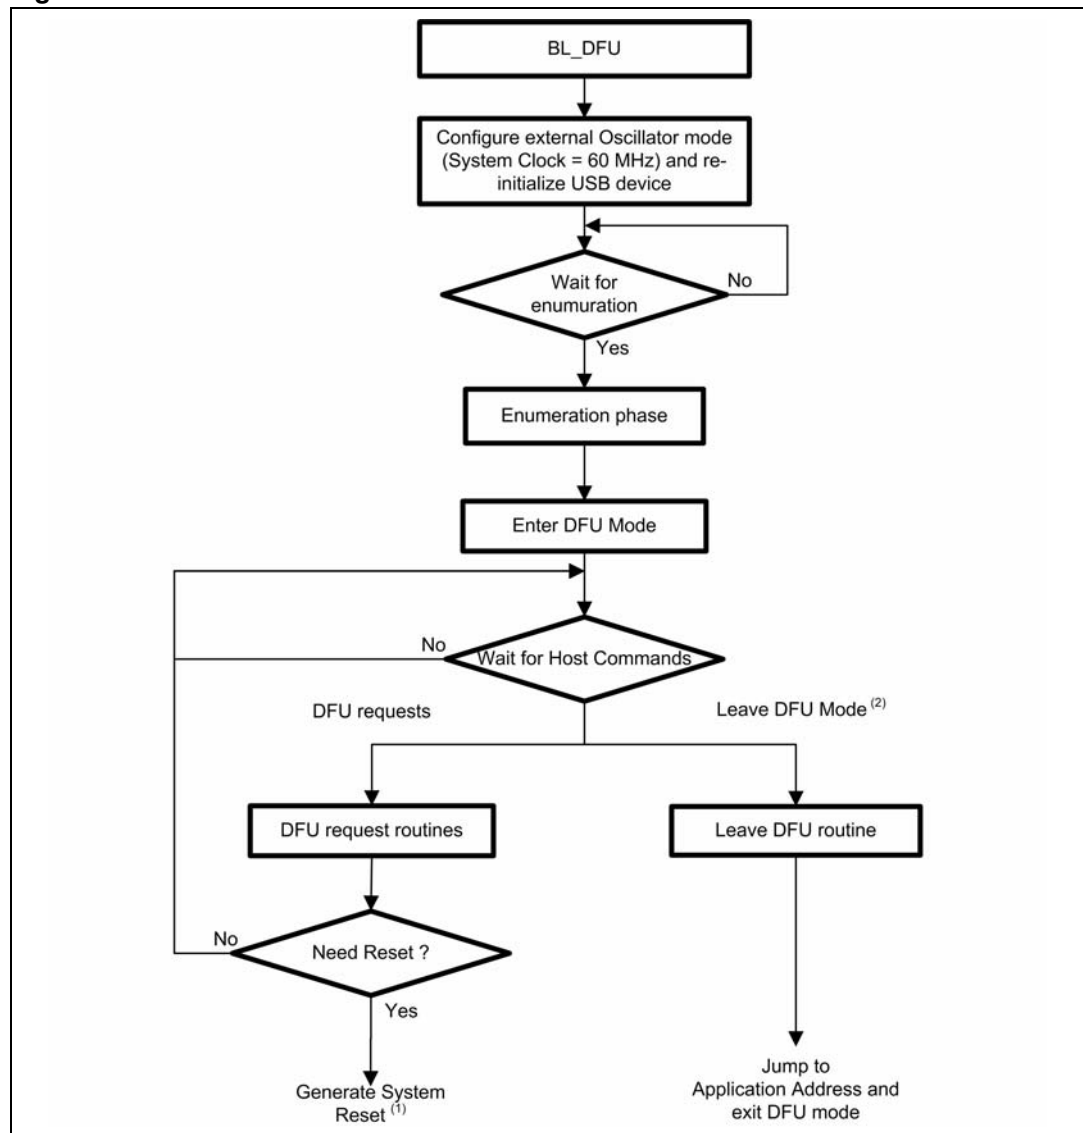 BL_DFU
Configure external Oscillator mode
(System Clock = 60 MHz) and re-
initialize USB device
Wait for
enumuration
No
Yes
Enumeration phase
Enter DFU Mode
No
Wait for Host Commands
DFU requests
Leave DFU Mode (2)
DFU request routines
Leave DFU routine
No
Need Reset ?
Yes
Generate System
Reset (1)
Jump to
Application Address and
exit DFU mode